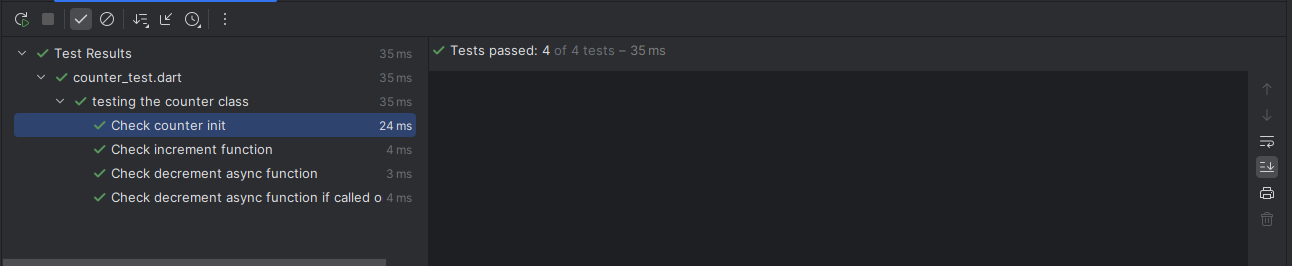 Test Results 35 ms
Tests passed: 4 of 4 tests – 35 ms
counter_test.dart 35 ms
testing the counter class 35 ms
Check counter init 24 ms
Check increment function 4 ms
Check decrement async function 3 ms
Check decrement async function if called o 4 ms